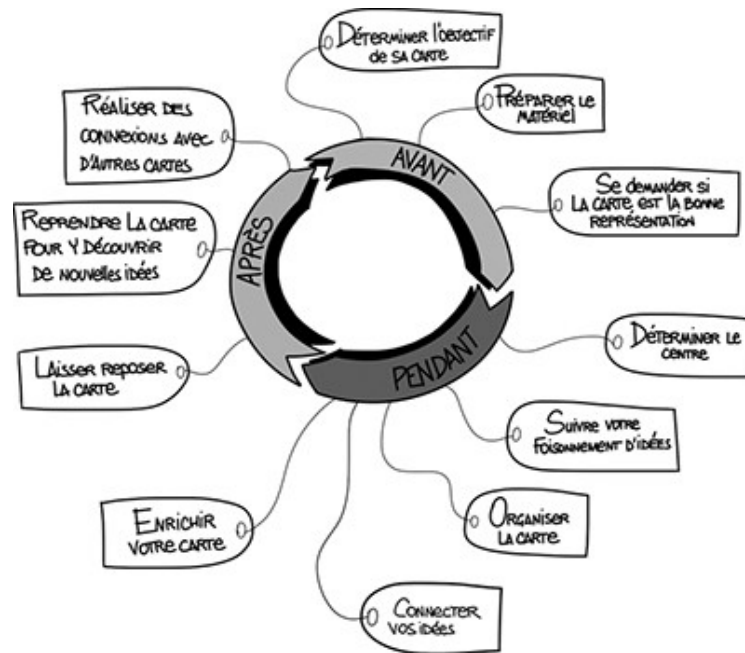 AVANT
DÉTERMINER L'OBJECTIF
DE SA CARTE
PRÉPARER LE
MATÉRIEL
SE DEMANDER SI
LA CARTE EST LA BONNE
REPRÉSENTATION
PENDANT
DÉTERMINER LE
CENTRE
SUIVRE VOTRE
FOISONNEMENT D'IDÉES
ORGANISER
LA CARTE
CONNECTER
VOS IDÉES
ENRICHIR
VOTRE CARTE
APRÈS
LAISSER REPOSER
LA CARTE
REPRENDRE LA CARTE
POUR Y DÉCOUVRIR
DE NOUVELLES IDÉES
RÉALISER DES
CONNEXIONS AVEC
D'AUTRES CARTES